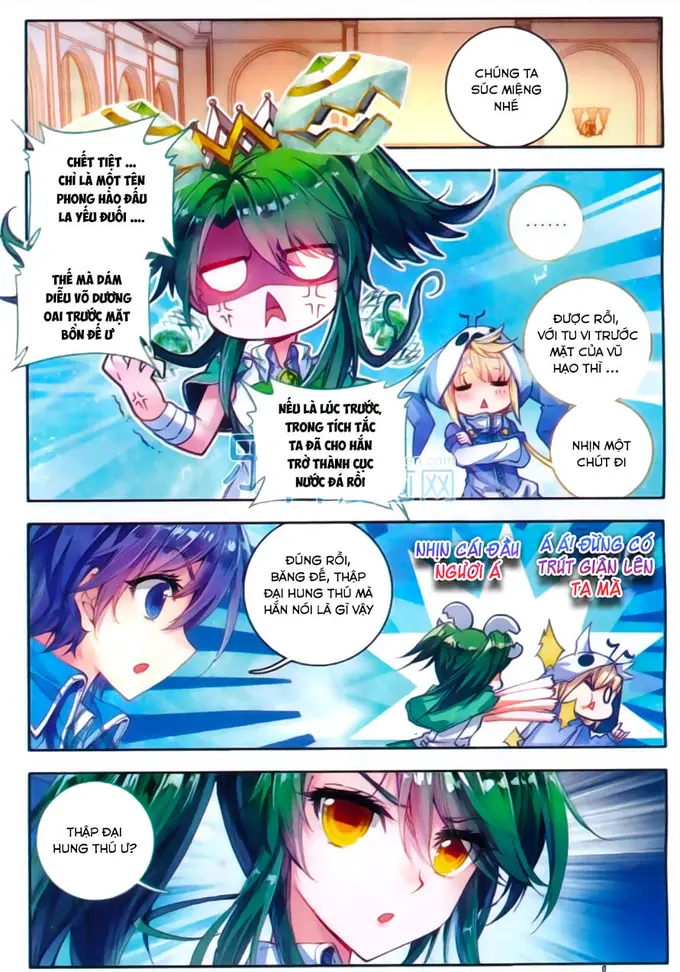 CHÚNG TA
SÚC MIỆNG
NHÉ
CHẾT TIỆT ...
CHỈ LÀ MỘT TÊN
PHONG HÀO ĐẤU
LA YẾU ĐUỐI ....
THẾ MÀ DÁM
DIỄU VÕ DƯƠNG
OAI TRƯỚC MẶT
BỔN ĐẾ Ư
......
ĐƯỢC RỒI,
VỚI TU VI TRƯỚC
MẶT CỦA VŨ
HẠO THÌ ...
NHỊN MỘT
CHÚT ĐI
NẾU LÀ LÚC TRƯỚC,
TRONG TÍCH TẮC
TA ĐÃ CHO HẮN
TRỞ THÀNH CỤC
NƯỚC ĐÁ RỒI
ĐÚNG RỒI,
BĂNG ĐẾ, THẬP
ĐẠI HUNG THÚ MÀ
HẮN NÓI LÀ GÌ VẬY
NHỊN CÁI ĐẦU
NGƯƠI Á
Á Á! ĐỪNG CÓ
TRÚT GIẬN LÊN
TA MÀ
THẬP ĐẠI
HUNG THÚ Ư?